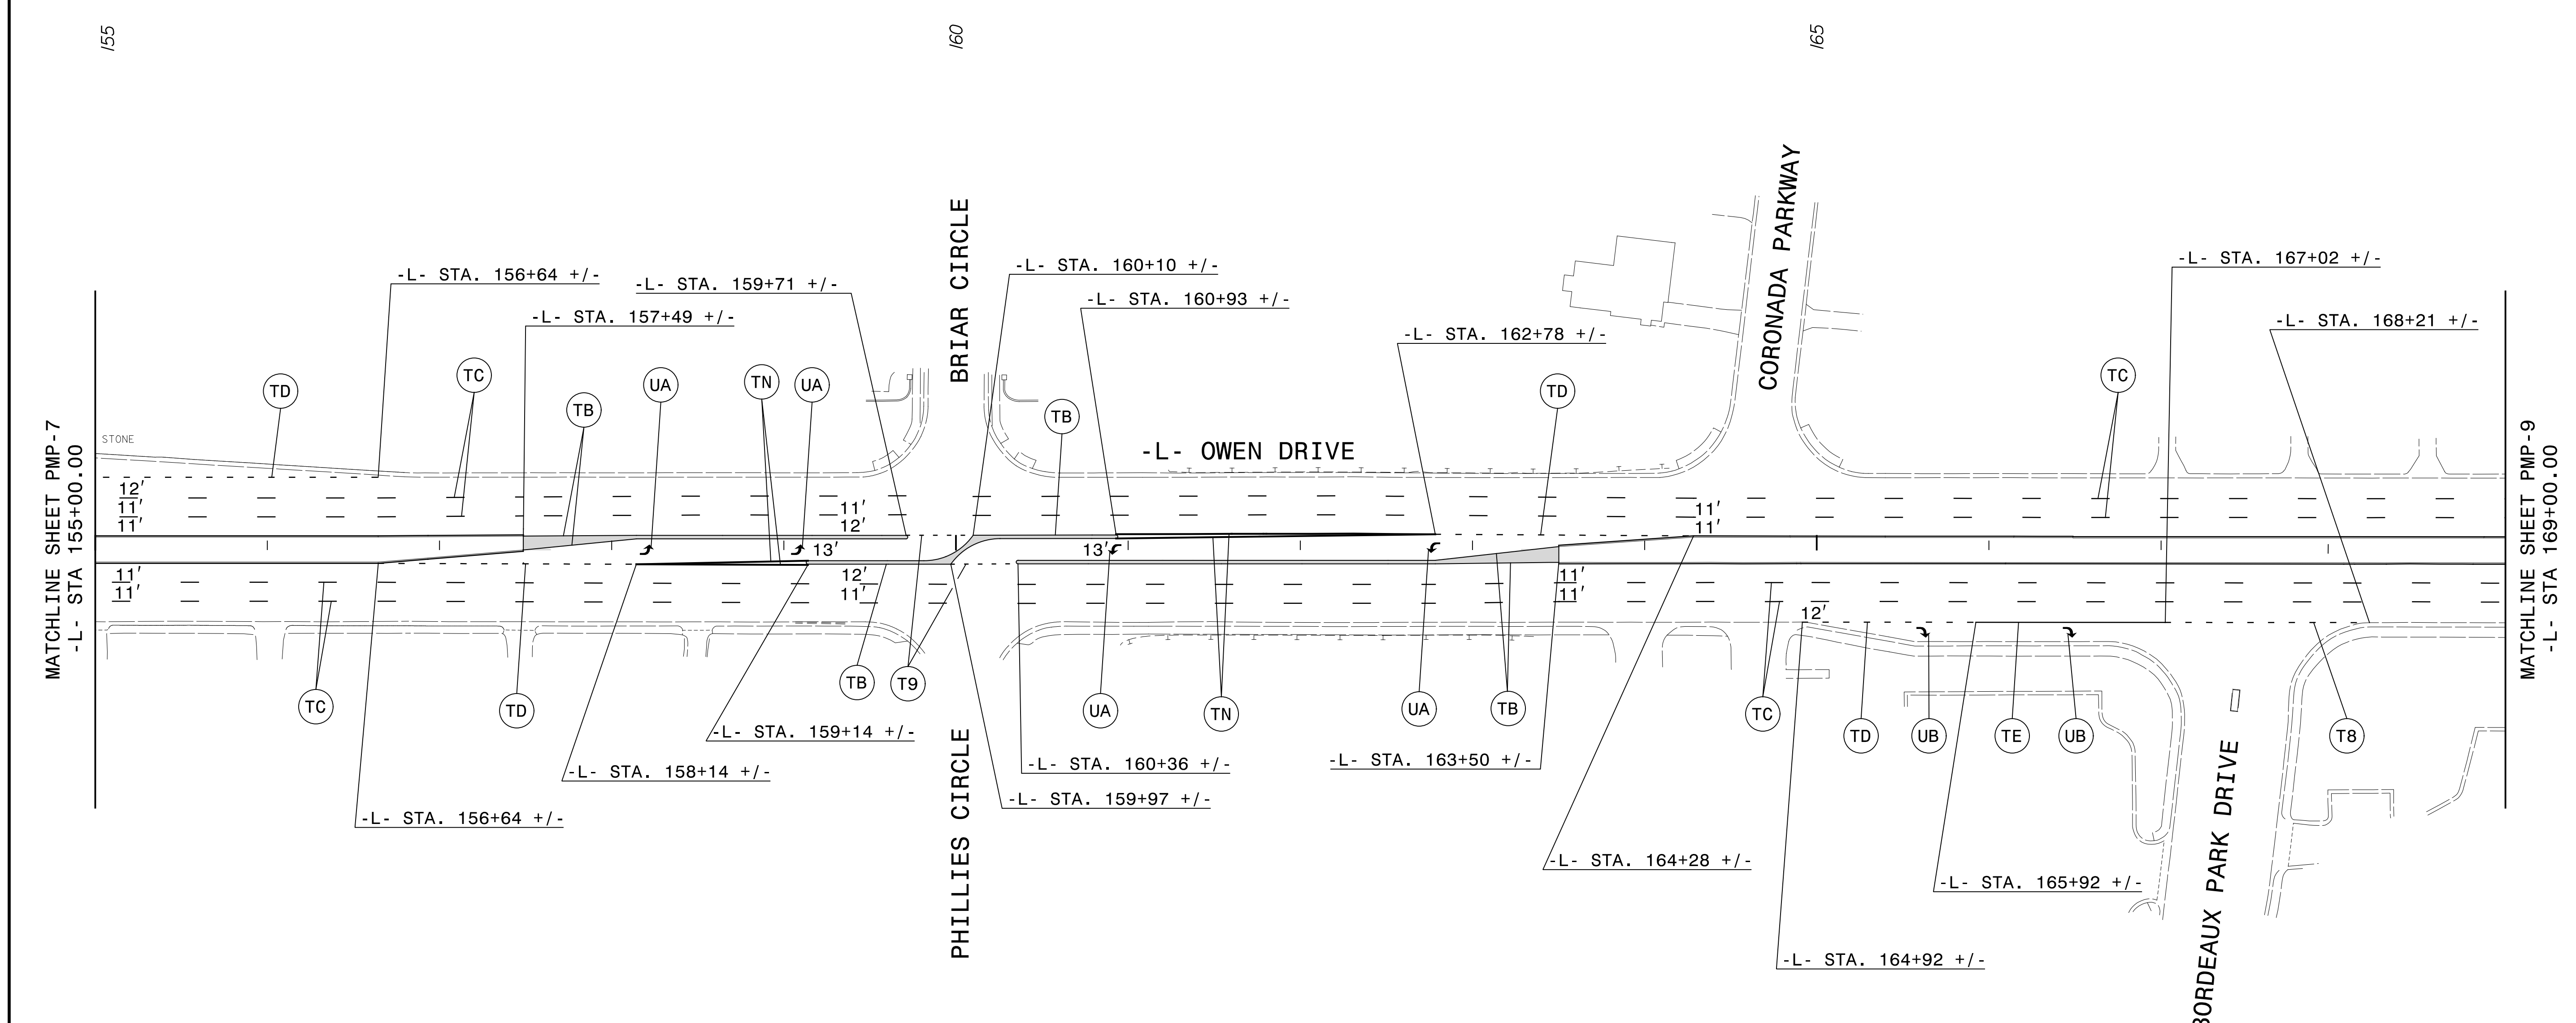 155
160
165
MATCHLINE SHEET PMP-7
-L- STA 155+00.00
MATCHLINE SHEET PMP-9
-L- STA 169+00.00
BRIAR CIRCLE
PHILLIES CIRCLE
CORONADA PARKWAY
BORDEAUX PARK DRIVE
-L- OWEN DRIVE
STONE
-L- STA. 156+64 +/-
-L- STA. 157+49 +/-
-L- STA. 159+71 +/-
-L- STA. 160+10 +/-
-L- STA. 160+93 +/-
-L- STA. 162+78 +/-
-L- STA. 167+02 +/-
-L- STA. 168+21 +/-
TD
TC
TB
UA
TN
UA
TB
TD
TC
12'
11'
11'
11'
12'
11'
11'
13'
13'
11'
11'
12'
11'
11'
11'
12'
TC
TD
TB
T9
UA
TN
UA
TB
TC
TD
UB
TE
UB
T8
-L- STA. 159+14 +/-
-L- STA. 158+14 +/-
-L- STA. 156+64 +/-
-L- STA. 160+36 +/-
-L- STA. 159+97 +/-
-L- STA. 163+50 +/-
-L- STA. 164+28 +/-
-L- STA. 165+92 +/-
-L- STA. 164+92 +/-